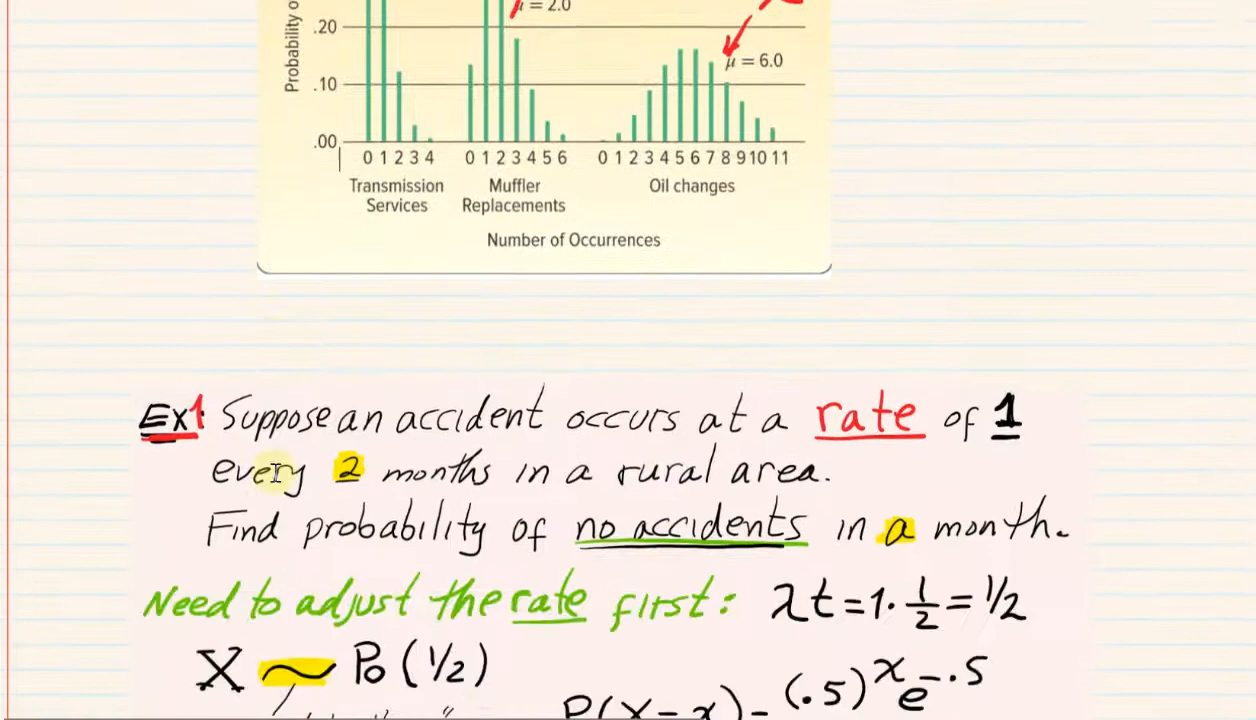 Probability o
.20
.10
.00
μ = 2.0
μ = 6.0
0 1 2 3 4 0 1 2 3 4 5 6 0 1 2 3 4 5 6 7 8 9 10 11
Transmission Services
Muffler Replacements
Oil changes
Number of Occurrences
Ex1: Suppose an accident occurs at a rate of 1
every 2 months in a rural area.
Find probability of no accidents in a month.
Need to adjust the rate first: λt = 1 · 1/2 = 1/2
X ~ Po (1/2)
P(X = x) = (.5)^x e^-.5